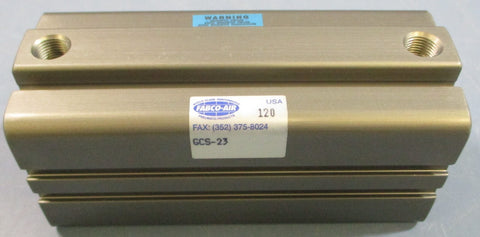 WARNING
FABCO-AIR
USA
120
FAX: (352) 375-8024
GCS-23